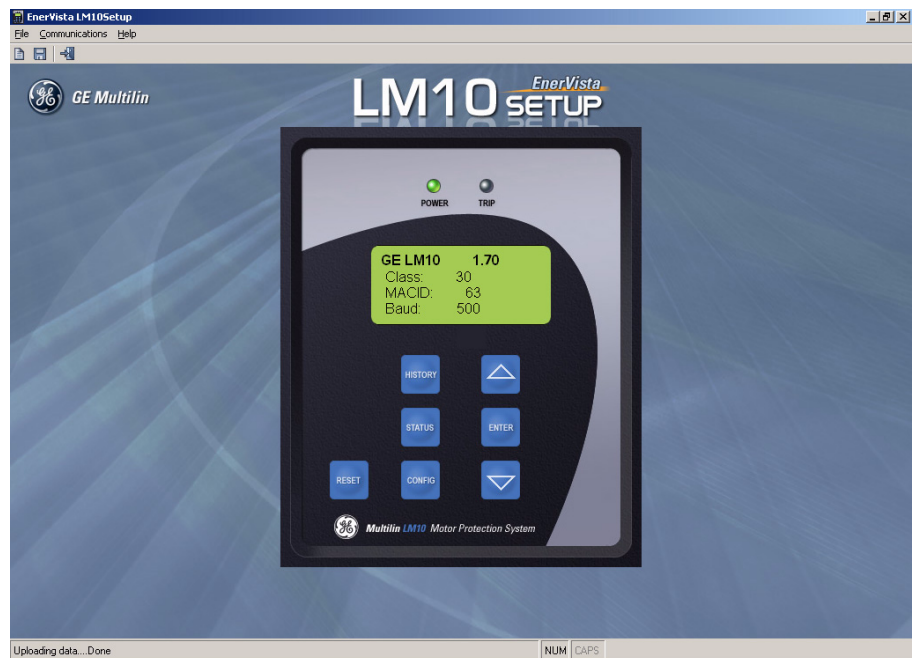 EnerVista LM10Setup
File Communications Help
GE Multilin
LM10 EnerVista SETUP
POWER TRIP
GE LM10 1.70
Class: 30
MACID: 63
Baud: 500
HISTORY
STATUS ENTER
RESET CONFIG
GE Multilin LM10 Motor Protection System
Uploading data....Done NUM CAPS